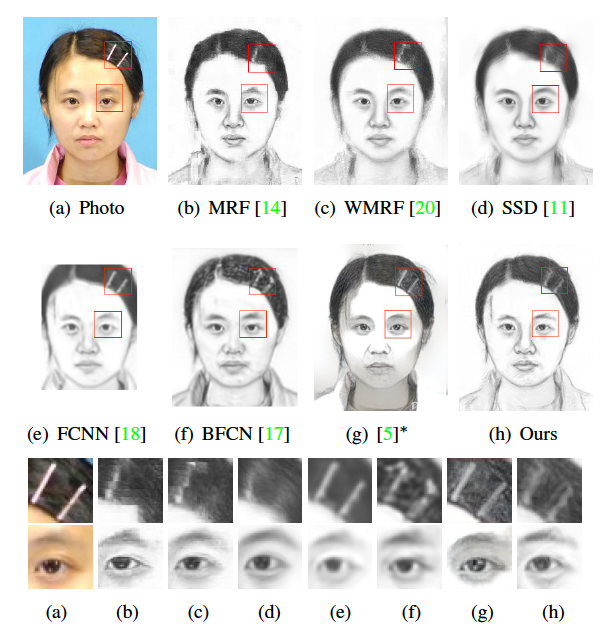 (a) Photo
(b) MRF [14]
(c) WMRF [20]
(d) SSD [11]
(e) FCNN [18]
(f) BFCN [17]
(g) [5]*
(h) Ours
(a) (b) (c) (d) (e) (f) (g) (h)